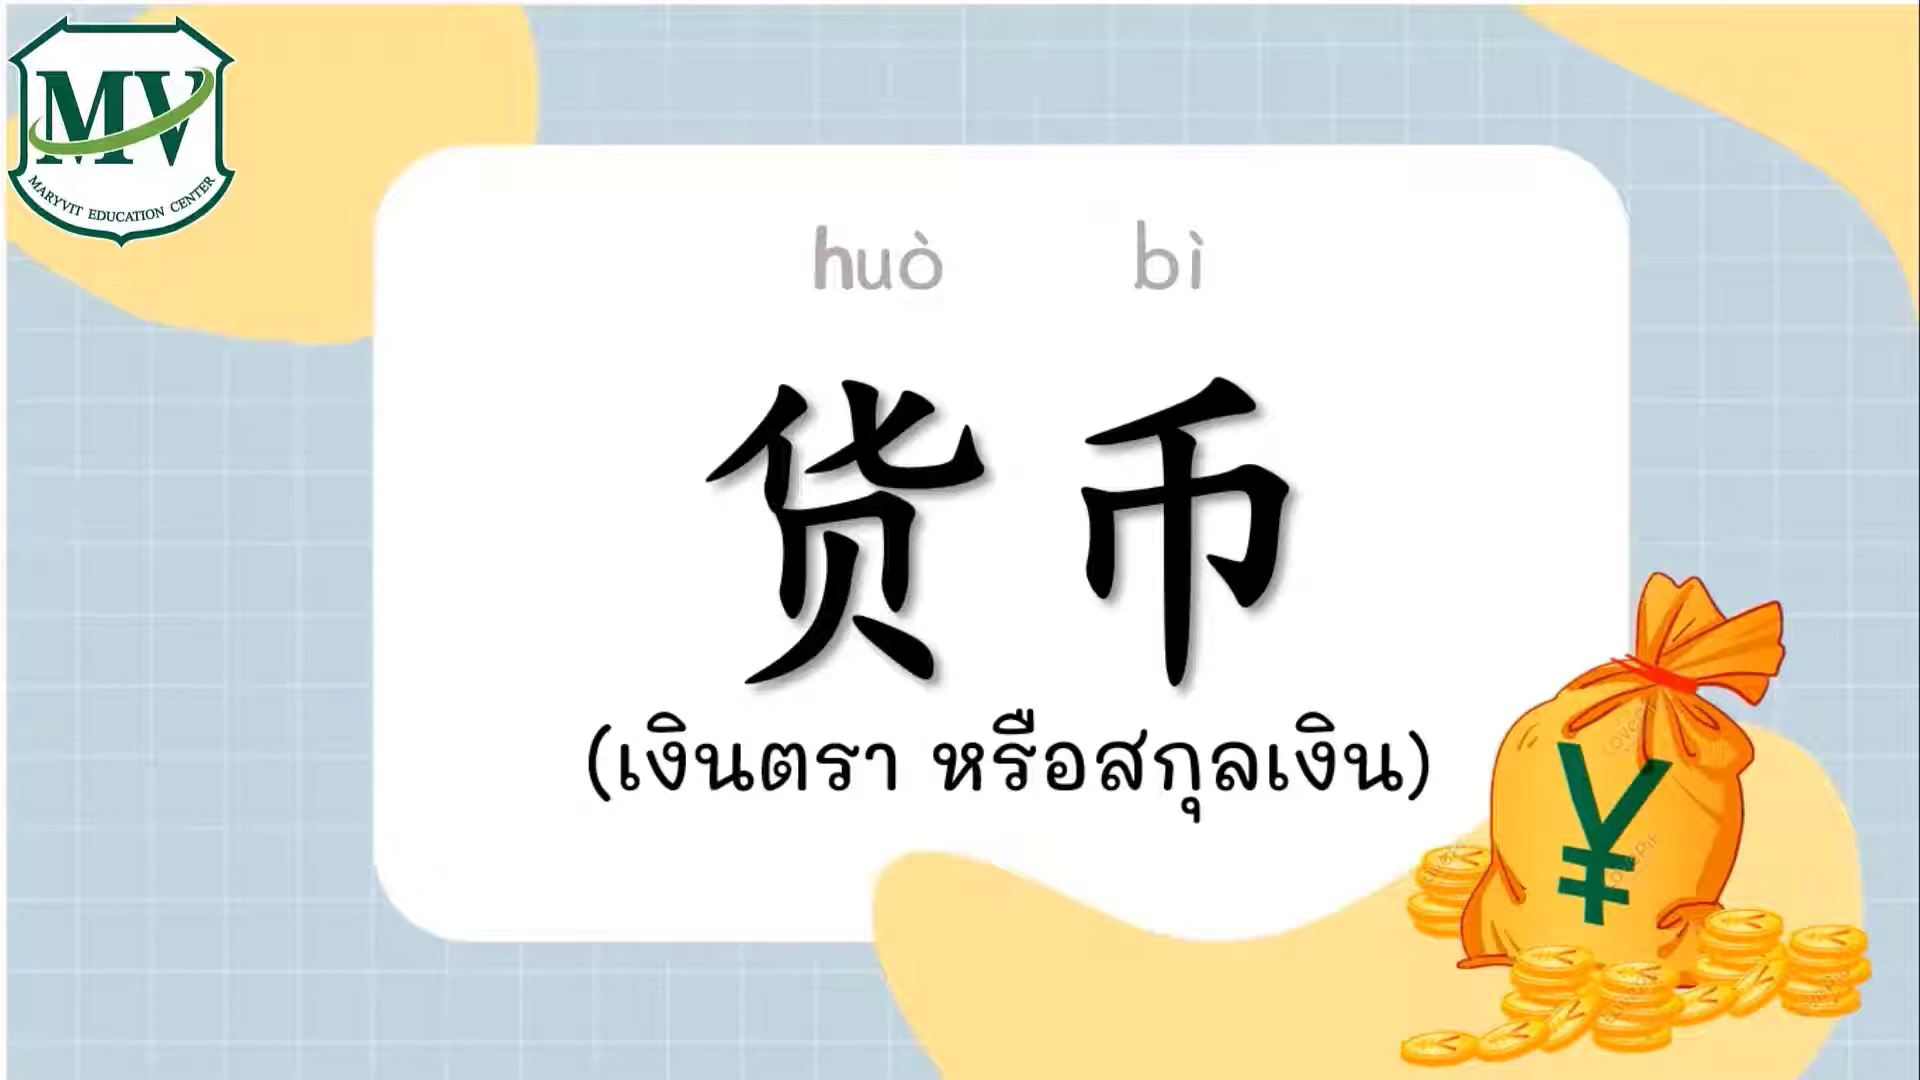 MV
MARYVIT EDUCATION CENTER
huò bì
货币
(เงินตรา หรือสกุลเงิน)
¥